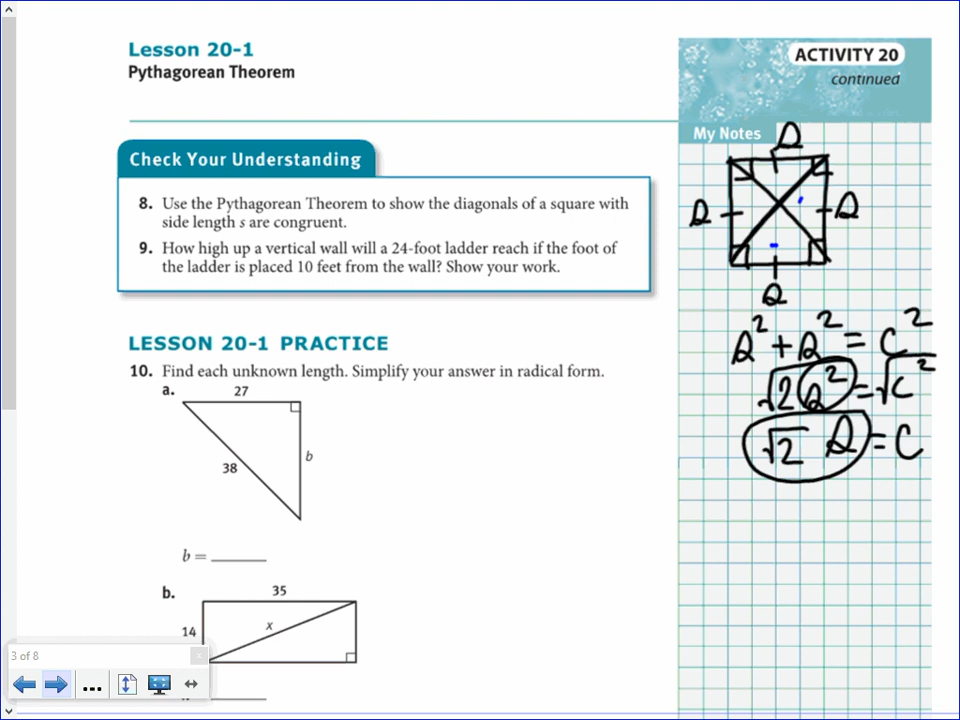 Lesson 20-1
Pythagorean Theorem
ACTIVITY 20
continued
My Notes
Check Your Understanding
8. Use the Pythagorean Theorem to show the diagonals of a square with
side length s are congruent.
9. How high up a vertical wall will a 24-foot ladder reach if the foot of
the ladder is placed 10 feet from the wall? Show your work.
LESSON 20-1 PRACTICE
10. Find each unknown length. Simplify your answer in radical form.
a.
27
38
b
b =
b.
35
14
x
3 of 8
s
s
s
s
s² + s² = c²
√2s² = √c²
√2 s = c